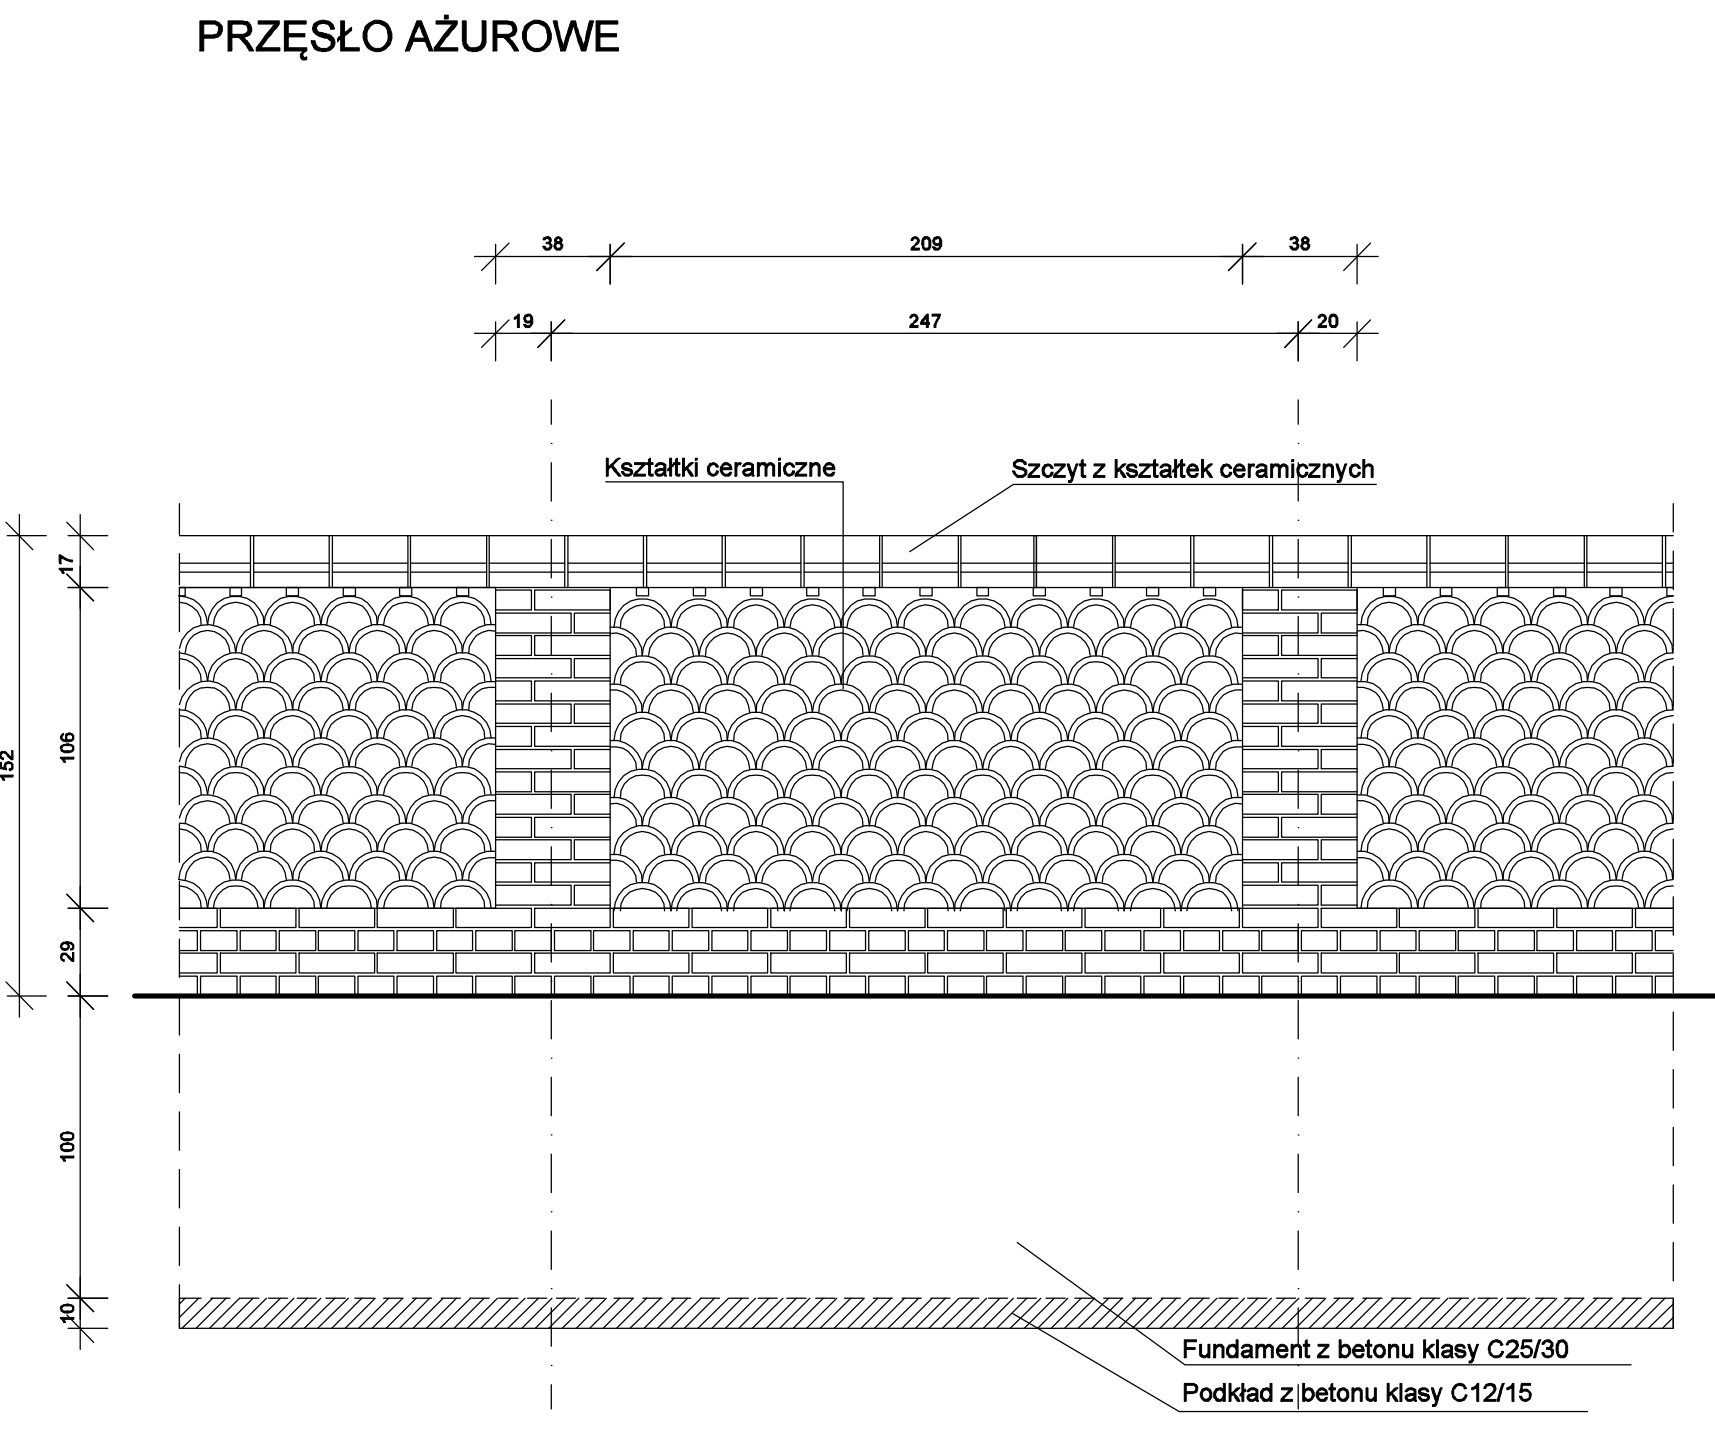 PRZĘSŁO AŻUROWE
38
209
38
19
247
20
Kształtki ceramiczne
Szczyt z kształtek ceramicznych
17
152
106
29
100
10
Fundament z betonu klasy C25/30
Podkład z betonu klasy C12/15